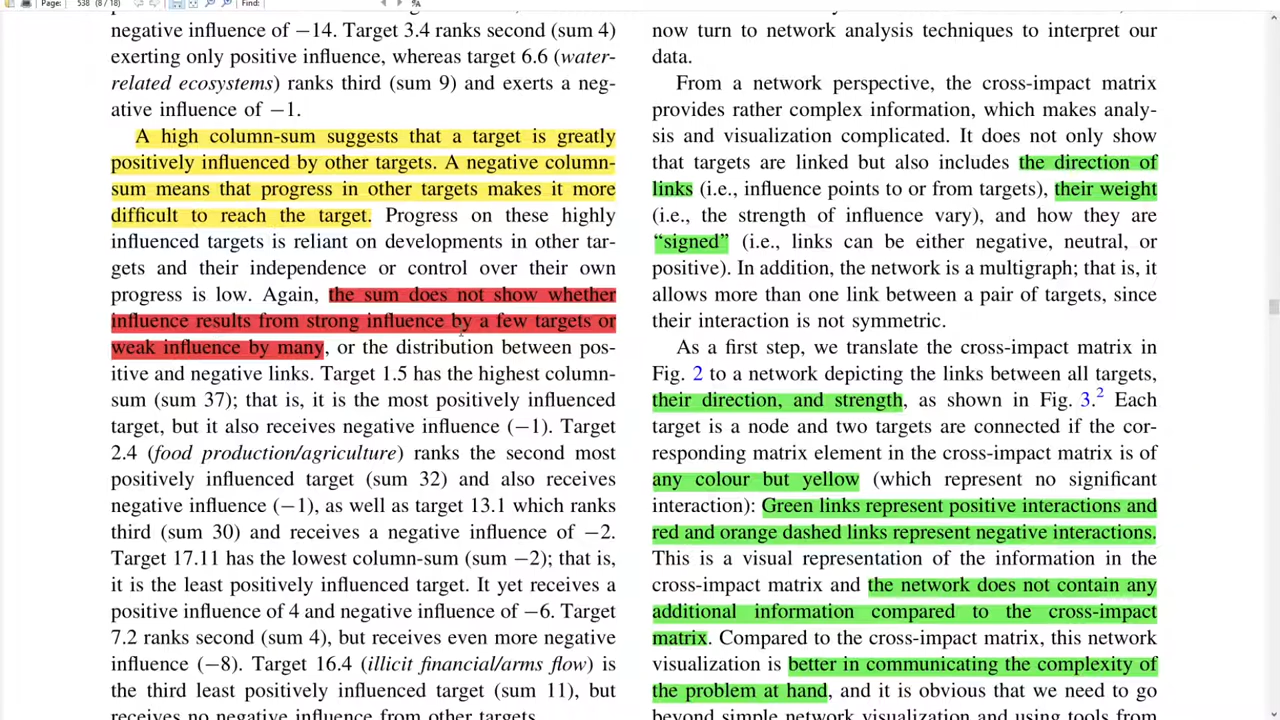 Page: 538 (8 / 18) Find:
negative influence of −14. Target 3.4 ranks second (sum 4)
exerting only positive influence, whereas target 6.6 (water-
related ecosystems) ranks third (sum 9) and exerts a neg-
ative influence of −1.
A high column-sum suggests that a target is greatly
positively influenced by other targets. A negative column-
sum means that progress in other targets makes it more
difficult to reach the target. Progress on these highly
influenced targets is reliant on developments in other tar-
gets and their independence or control over their own
progress is low. Again, the sum does not show whether
influence results from strong influence by a few targets or
weak influence by many, or the distribution between pos-
itive and negative links. Target 1.5 has the highest column-
sum (sum 37); that is, it is the most positively influenced
target, but it also receives negative influence (−1). Target
2.4 (food production/agriculture) ranks the second most
positively influenced target (sum 32) and also receives
negative influence (−1), as well as target 13.1 which ranks
third (sum 30) and receives a negative influence of −2.
Target 17.11 has the lowest column-sum (sum −2); that is,
it is the least positively influenced target. It yet receives a
positive influence of 4 and negative influence of −6. Target
7.2 ranks second (sum 4), but receives even more negative
influence (−8). Target 16.4 (illicit financial/arms flow) is
the third least positively influenced target (sum 11), but
receives no negative influence from other targets.
now turn to network analysis techniques to interpret our
data.
From a network perspective, the cross-impact matrix
provides rather complex information, which makes analy-
sis and visualization complicated. It does not only show
that targets are linked but also includes the direction of
links (i.e., influence points to or from targets), their weight
(i.e., the strength of influence vary), and how they are
“signed” (i.e., links can be either negative, neutral, or
positive). In addition, the network is a multigraph; that is, it
allows more than one link between a pair of targets, since
their interaction is not symmetric.
As a first step, we translate the cross-impact matrix in
Fig. 2 to a network depicting the links between all targets,
their direction, and strength, as shown in Fig. 3.2 Each
target is a node and two targets are connected if the cor-
responding matrix element in the cross-impact matrix is of
any colour but yellow (which represent no significant
interaction): Green links represent positive interactions and
red and orange dashed links represent negative interactions.
This is a visual representation of the information in the
cross-impact matrix and the network does not contain any
additional information compared to the cross-impact
matrix. Compared to the cross-impact matrix, this network
visualization is better in communicating the complexity of
the problem at hand, and it is obvious that we need to go
beyond simple network visualization and using tools from